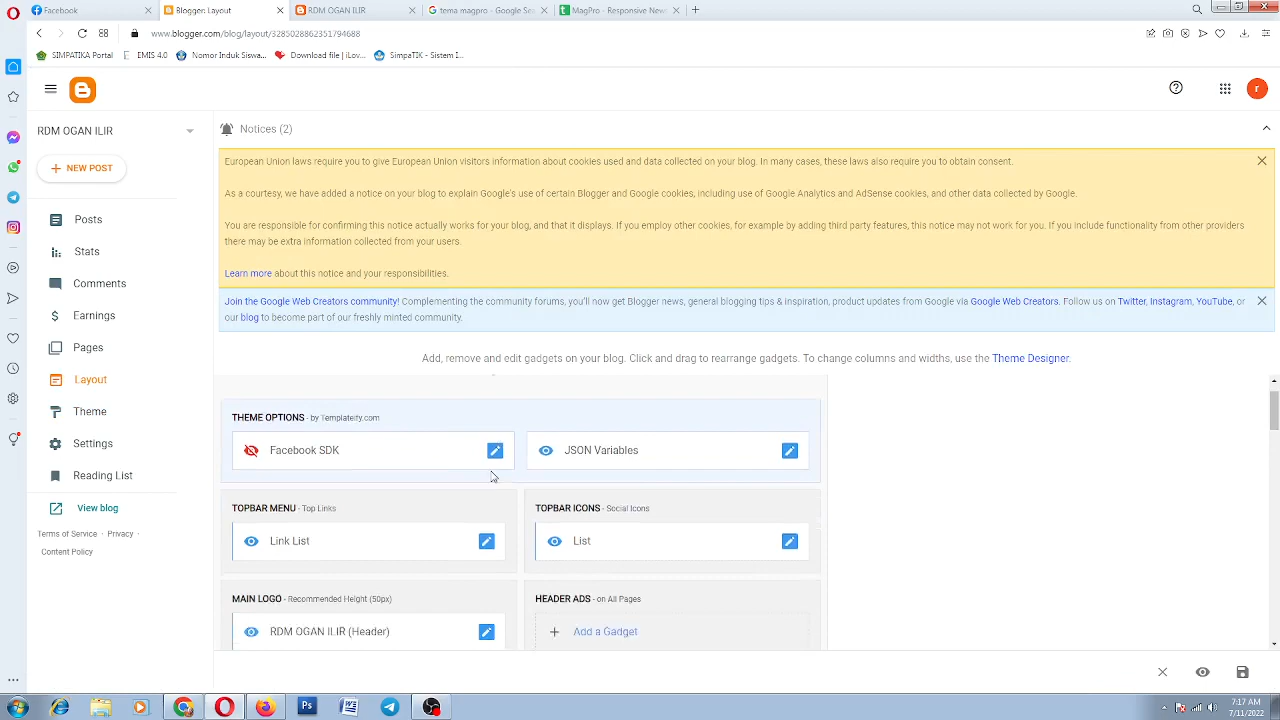 Facebook
Blogger Layout
RDM OGAN ILIR
tema magpro - Google Sea
MagPro - Responsive News
www.blogger.com/blog/layout/3285028862351794688
SIMPATIKA Portal
EMIS 4.0
Nomor Induk Siswa...
Download file | iLov...
SimpaTIK - Sistem I...
r
RDM OGAN ILIR
NEW POST
Posts
Stats
Comments
Earnings
Pages
Layout
Theme
Settings
Reading List
View blog
Terms of Service · Privacy ·
Content Policy
Notices (2)
European Union laws require you to give European Union visitors information about cookies used and data collected on your blog. In many cases, these laws also require you to obtain consent.
As a courtesy, we have added a notice on your blog to explain Google's use of certain Blogger and Google cookies, including use of Google Analytics and AdSense cookies, and other data collected by Google.
You are responsible for confirming this notice actually works for your blog, and that it displays. If you employ other cookies, for example by adding third party features, this notice may not work for you. If you include functionality from other providers
there may be extra information collected from your users.
Learn more about this notice and your responsibilities.
Join the Google Web Creators community! Complementing the community forums, you'll now get Blogger news, general blogging tips & inspiration, product updates from Google via Google Web Creators. Follow us on Twitter, Instagram, YouTube, or
our blog to become part of our freshly minted community.
Add, remove and edit gadgets on your blog. Click and drag to rearrange gadgets. To change columns and widths, use the Theme Designer.
THEME OPTIONS - by Templateify.com
Facebook SDK
JSON Variables
TOPBAR MENU - Top Links
TOPBAR ICONS - Social Icons
Link List
List
MAIN LOGO - Recommended Height (50px)
HEADER ADS - on All Pages
RDM OGAN ILIR (Header)
Add a Gadget
7:17 AM
7/11/2022